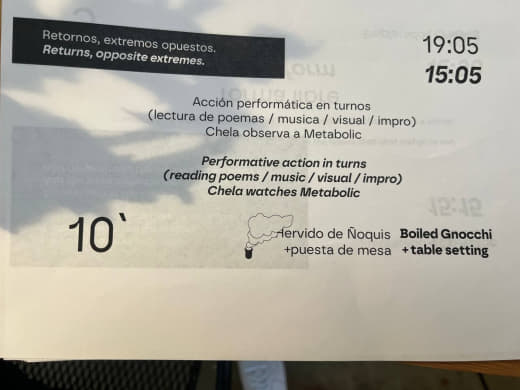 Retornos, extremos opuestos.
Returns, opposite extremes.
19:05
15:05
Acción performática en turnos
(lectura de poemas / musica / visual / impro)
Chela observa a Metabolic
Performative action in turns
(reading poems / music / visual / impro)
Chela watches Metabolic
10`
Hervido de Ñoquis
+puesta de mesa
Boiled Gnocchi
+ table setting
15:15